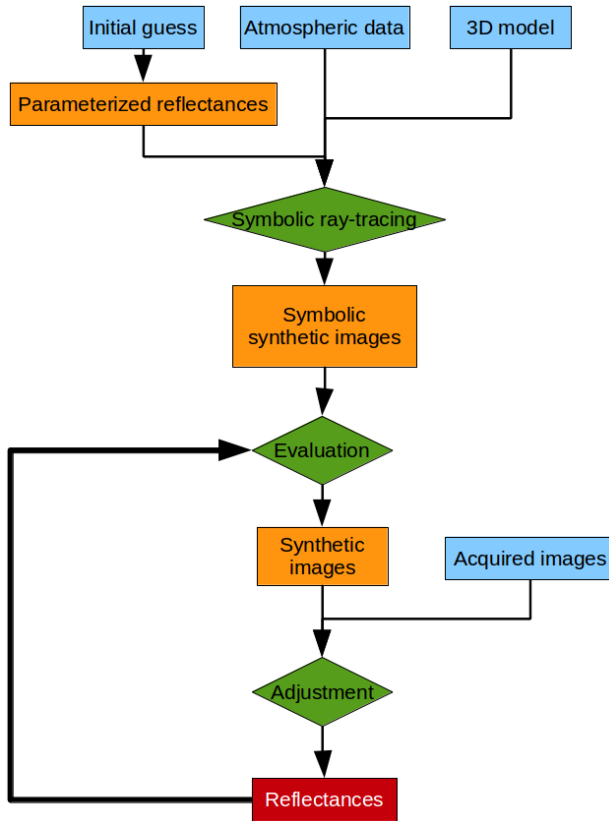 Initial guess
Atmospheric data
3D model
Parameterized reflectances
Symbolic ray-tracing
Symbolic
synthetic images
Evaluation
Synthetic
images
Acquired images
Adjustment
Reflectances